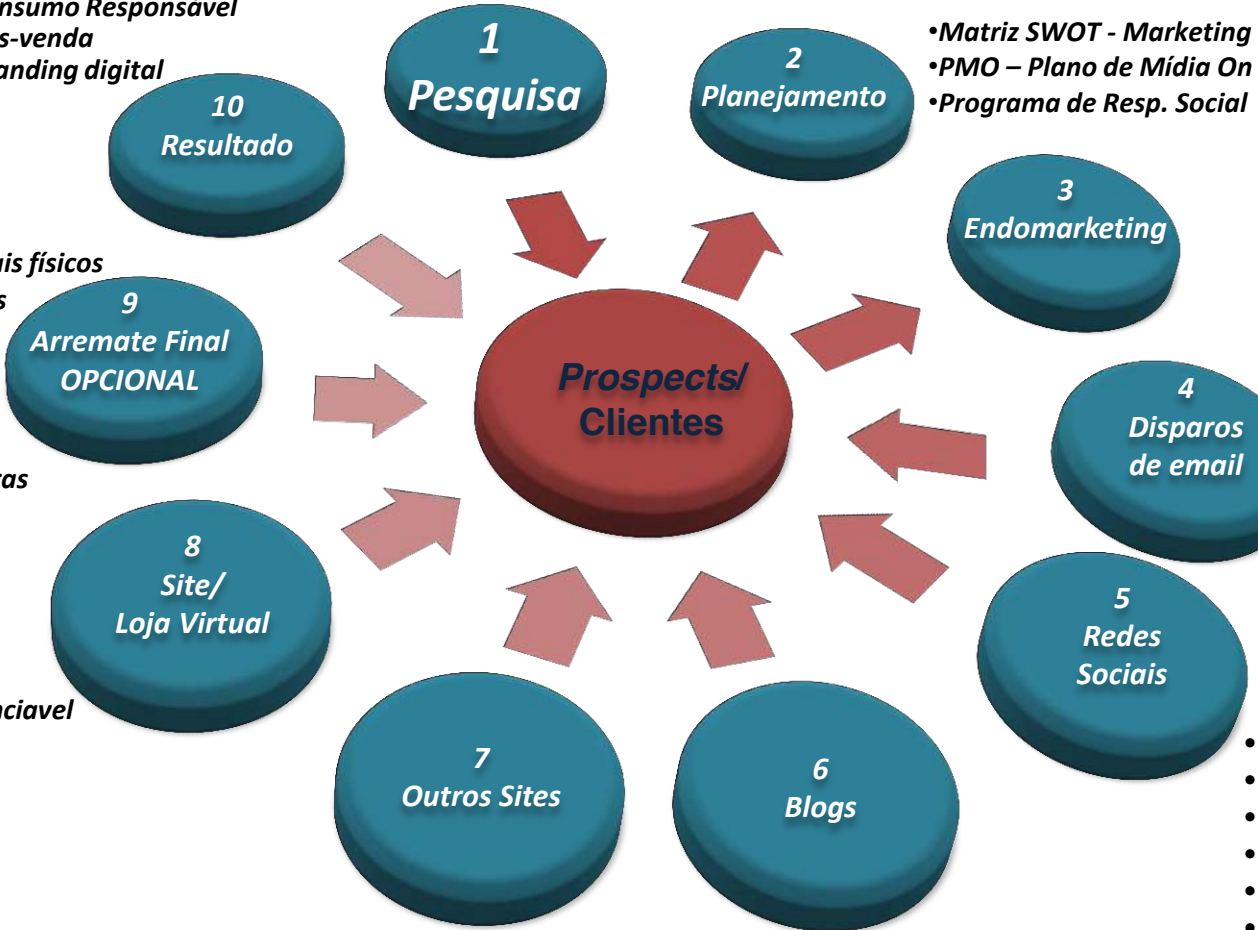 nsumo Responsável
s-venda
anding digital
1
Pesquisa
2
Planejamento
•Matriz SWOT - Marketing
•PMO – Plano de Mídia On
•Programa de Resp. Social
10
Resultado
3
Endomarketing
is físicos
s
9
Arremate Final
OPCIONAL
Prospects/
Clientes
4
Disparos
de email
as
8
Site/
Loja Virtual
5
Redes
Sociais
nciavel
7
Outros Sites
6
Blogs
•
•
•
•
•
•